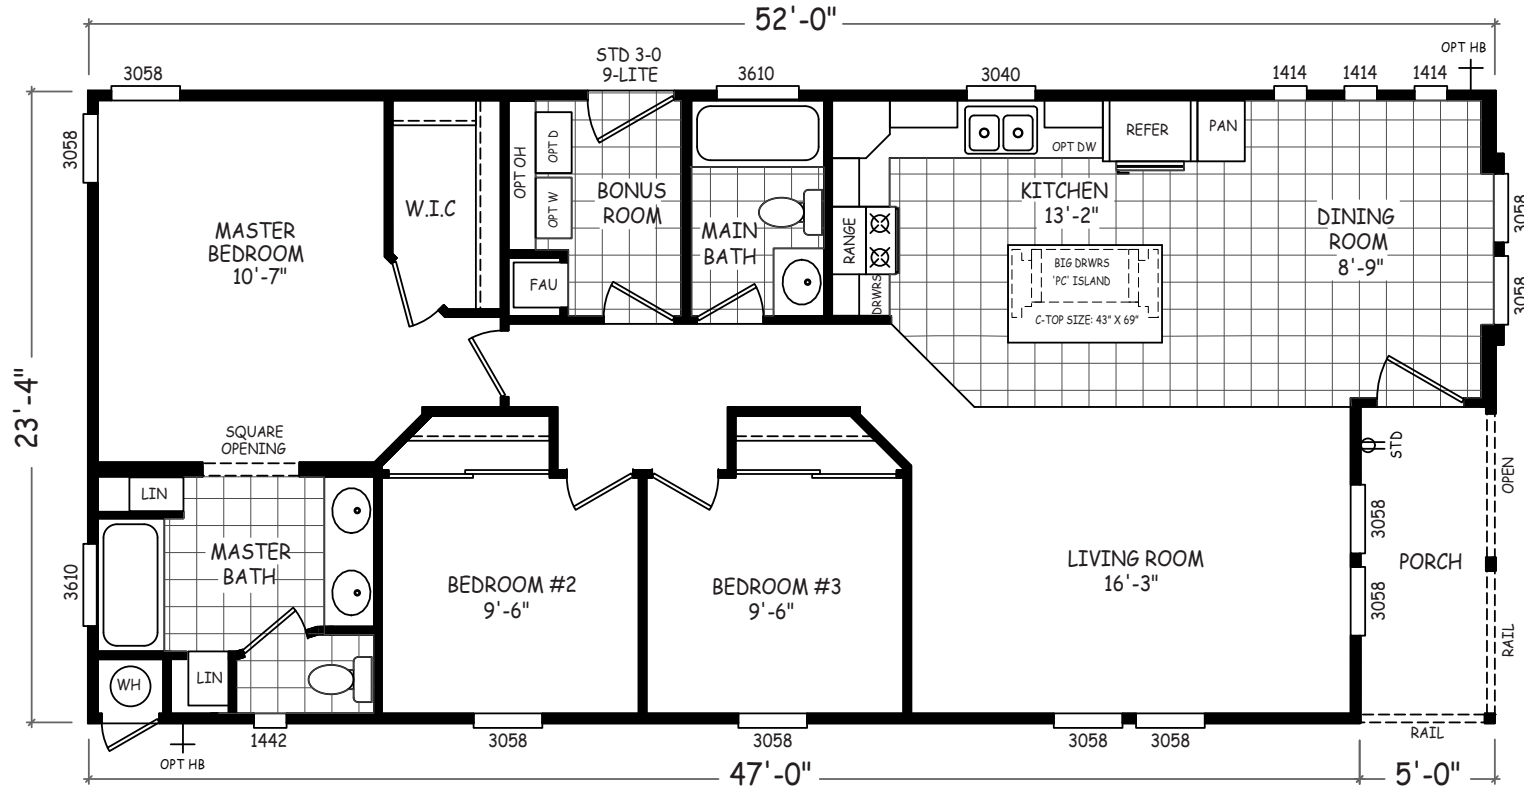 52'-0"
OPT HB
3058
STD 3-0
9-LITE
3610
3040
1414
1414
1414
3058
OPT OH
OPT D
OPT W
BONUS
ROOM
FAU
W.I.C
MASTER
BEDROOM
10'-7"
MAIN
BATH
RANGE
DRWRS
OPT DW
REFER
PAN
KITCHEN
13'-2"
BIG DRWRS
'PC' ISLAND
C-TOP SIZE: 43" X 69"
DINING
ROOM
8'-9"
3058
3058
23'-4"
SQUARE
OPENING
LIN
MASTER
BATH
3610
WH
LIN
BEDROOM #2
9'-6"
BEDROOM #3
9'-6"
LIVING ROOM
16'-3"
STD
3058
3058
PORCH
OPEN
RAIL
RAIL
OPT HB
1442
3058
3058
3058
3058
47'-0"
5'-0"